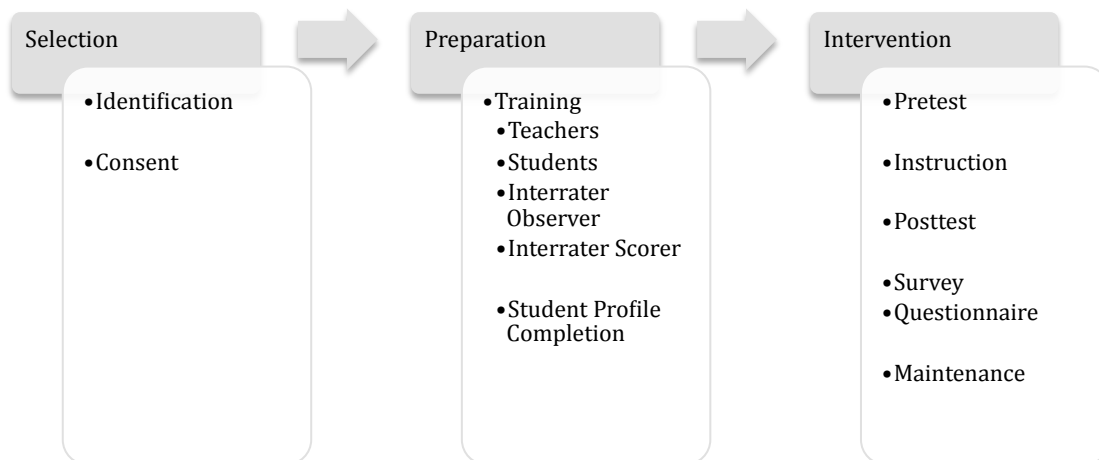 Selection
•Identification
•Consent
Preparation
•Training
•Teachers
•Students
•Interrater
Observer
•Interrater Scorer
•Student Profile
Completion
Intervention
•Pretest
•Instruction
•Posttest
•Survey
•Questionnaire
•Maintenance